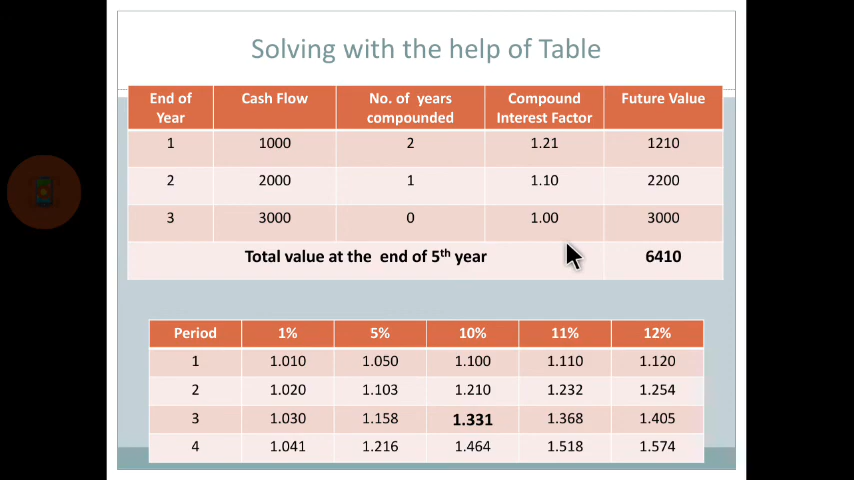 Solving with the help of Table
End of Year Cash Flow No. of years compounded Compound Interest Factor Future Value
1 1000 2 1.21 1210
2 2000 1 1.10 2200
3 3000 0 1.00 3000
Total value at the end of 5th year 6410
Period 1% 5% 10% 11% 12%
1 1.010 1.050 1.100 1.110 1.120
2 1.020 1.103 1.210 1.232 1.254
3 1.030 1.158 1.331 1.368 1.405
4 1.041 1.216 1.464 1.518 1.574